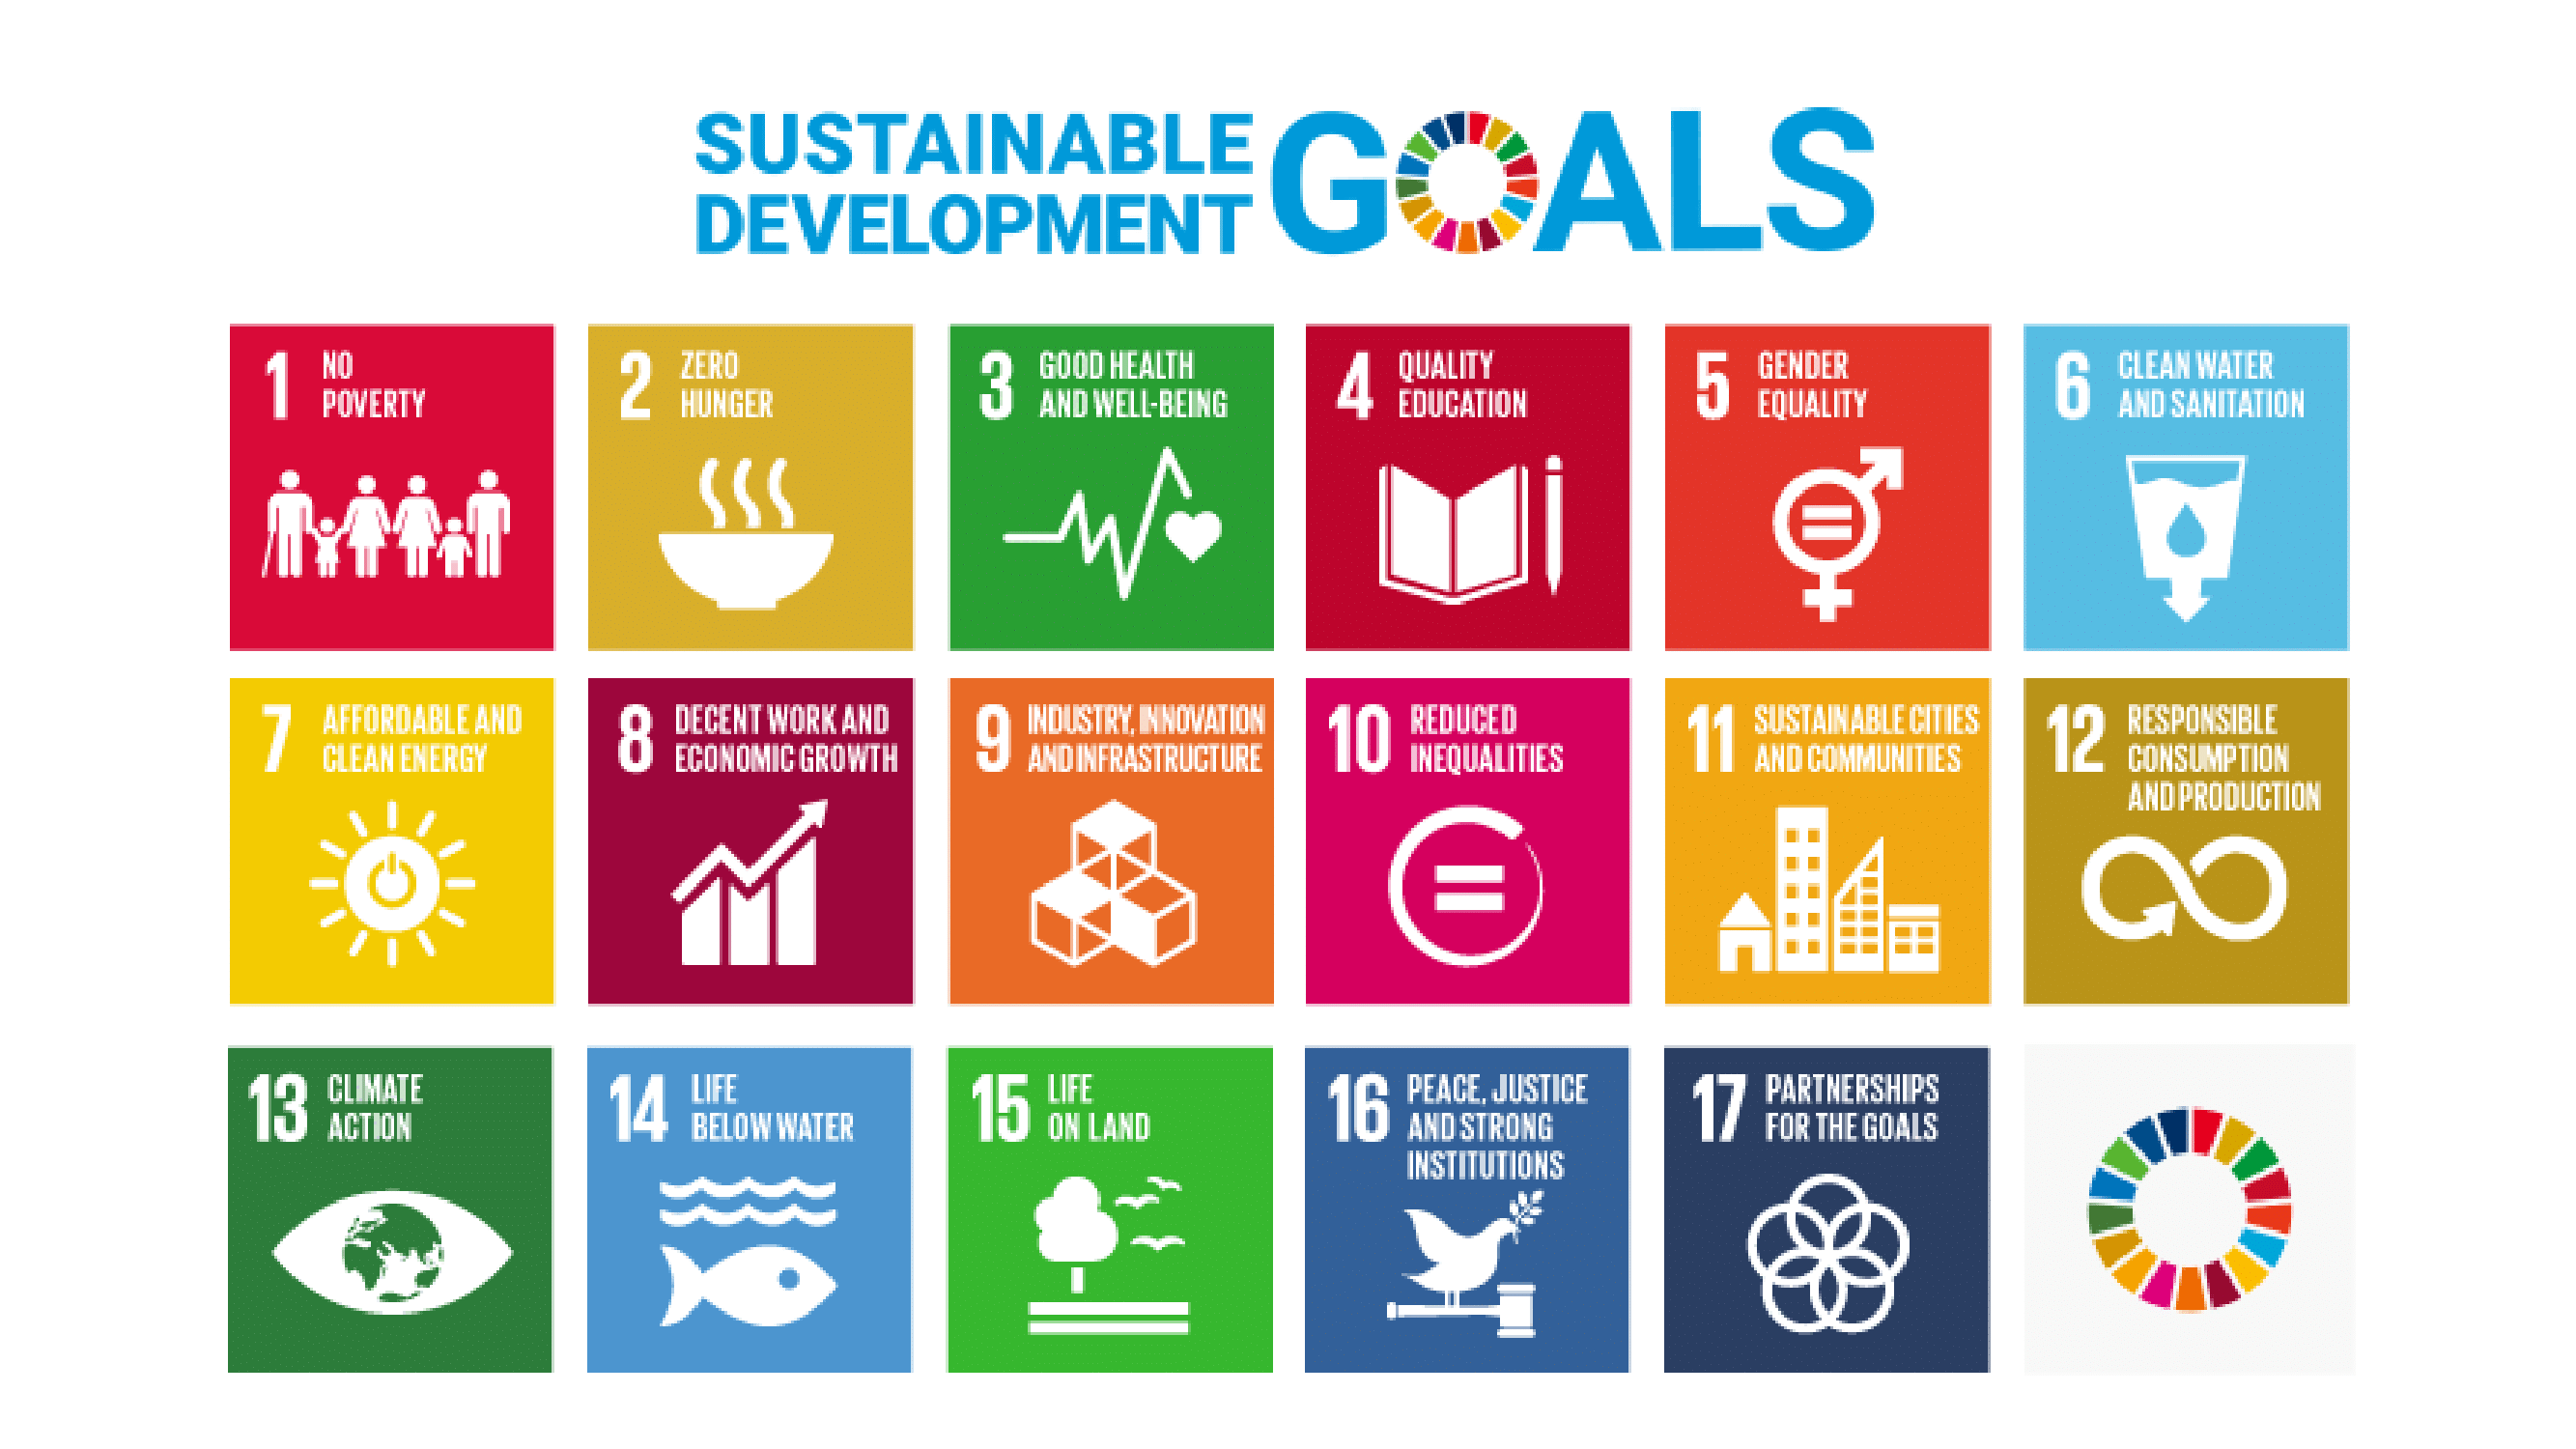 SUSTAINABLE
DEVELOPMENT
GOALS
1 NO
POVERTY
2 ZERO
HUNGER
3 GOOD HEALTH
AND WELL-BEING
4 QUALITY
EDUCATION
5 GENDER
EQUALITY
6 CLEAN WATER
AND SANITATION
7 AFFORDABLE AND
CLEAN ENERGY
8 DECENT WORK AND
ECONOMIC GROWTH
9 INDUSTRY, INNOVATION
AND INFRASTRUCTURE
10 REDUCED
INEQUALITIES
11 SUSTAINABLE CITIES
AND COMMUNITIES
12 RESPONSIBLE
CONSUMPTION
AND PRODUCTION
13 CLIMATE
ACTION
14 LIFE
BELOW WATER
15 LIFE
ON LAND
16 PEACE, JUSTICE
AND STRONG
INSTITUTIONS
17 PARTNERSHIPS
FOR THE GOALS